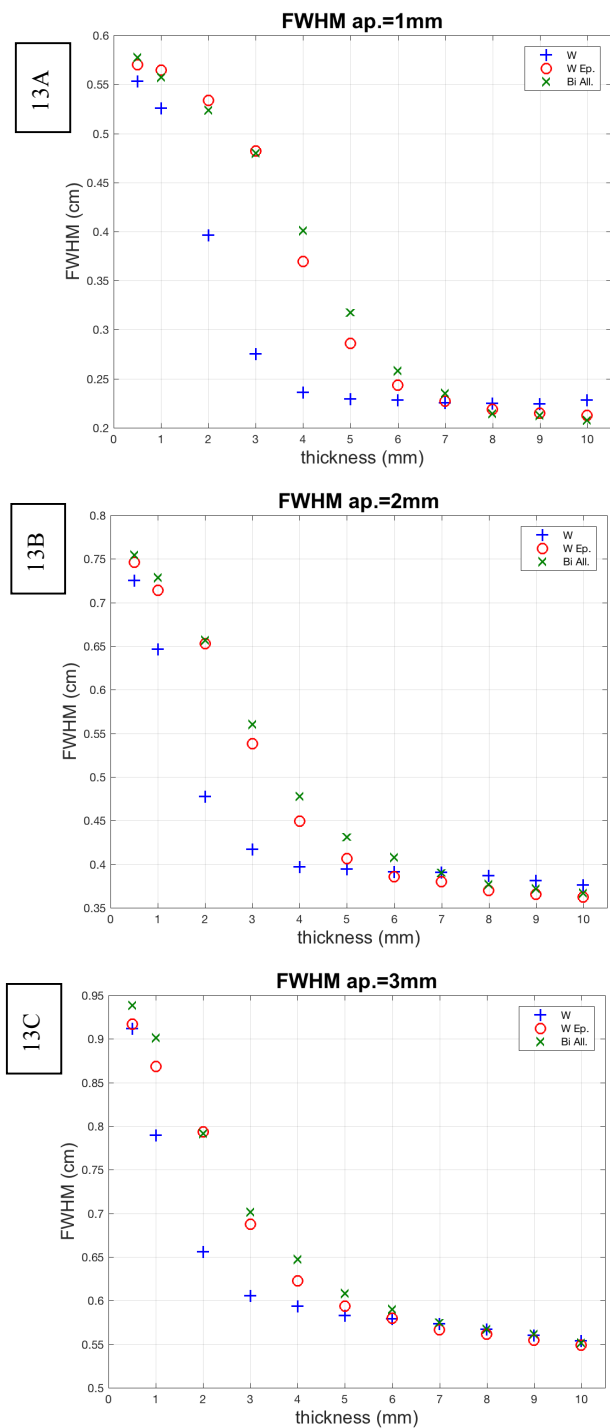 13A
FWHM ap.=1mm
FWHM (cm)
0.6
0.55
0.5
0.45
0.4
0.35
0.3
0.25
0.2
W
W Ep.
Bi All.
0 1 2 3 4 5 6 7 8 9 10
thickness (mm)
13B
FWHM ap.=2mm
FWHM (cm)
0.8
0.75
0.7
0.65
0.6
0.55
0.5
0.45
0.4
0.35
W
W Ep.
Bi All.
0 1 2 3 4 5 6 7 8 9 10
thickness (mm)
13C
FWHM ap.=3mm
FWHM (cm)
0.95
0.9
0.85
0.8
0.75
0.7
0.65
0.6
0.55
0.5
W
W Ep.
Bi All.
0 1 2 3 4 5 6 7 8 9 10
thickness (mm)